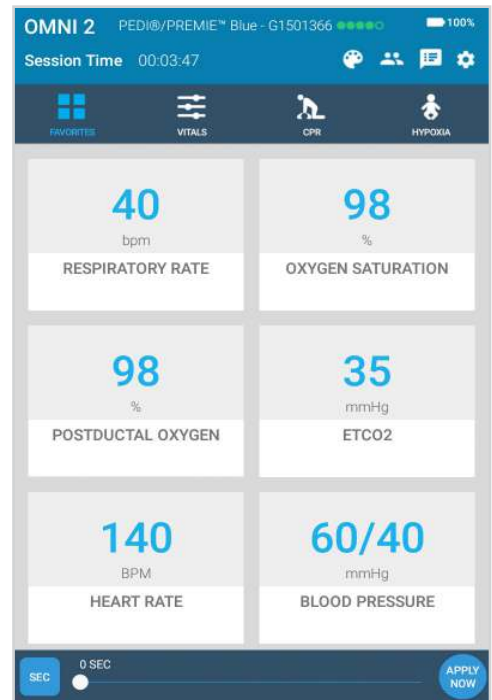 OMNI 2 PEDI®/PREMIE™ Blue - G1501366 100%
Session Time 00:03:47
FAVORITES VITALS CPR HYPOXIA
40 98
bpm %
RESPIRATORY RATE OXYGEN SATURATION
98 35
% mmHg
POSTDUCTAL OXYGEN ETCO2
140 60/40
BPM mmHg
HEART RATE BLOOD PRESSURE
SEC 0 SEC APPLY
NOW